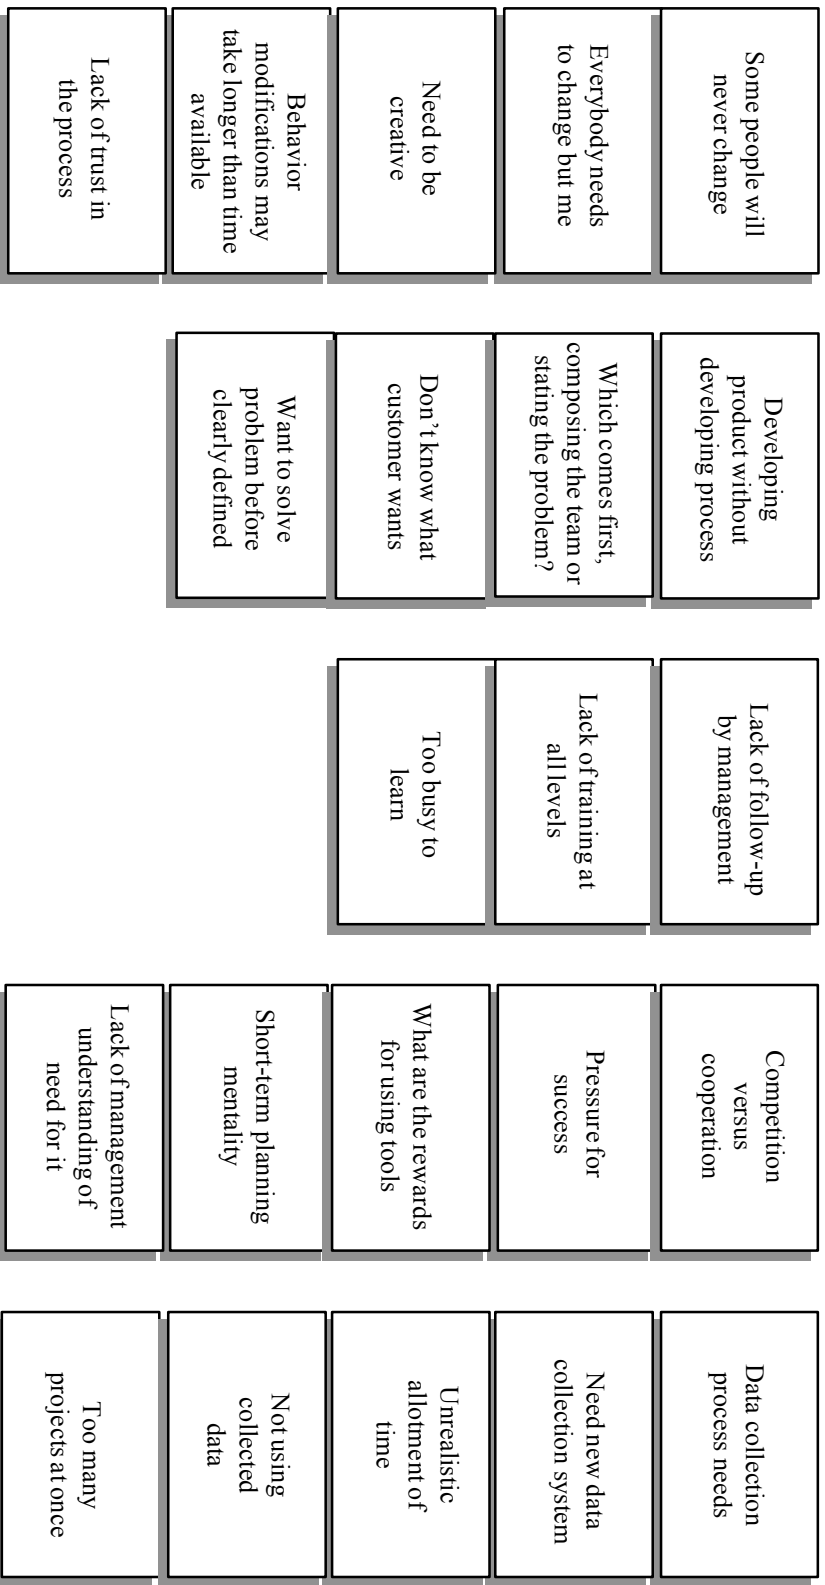 Some people will
never change
Everybody needs
to change but me
Need to be
creative
Behavior
modifications may
take longer than time
available
Lack of trust in
the process
Developing
product without
developing process
Which comes first,
composing the team or
stating the problem?
Don't know what
customer wants
Want to solve
problem before
clearly defined
Lack of follow-up
by management
Lack of training at
all levels
Too busy to
learn
Competition
versus
cooperation
Pressure for
success
What are the rewards
for using tools
Short-term planning
mentality
Lack of management
understanding of
need for it
Data collection
process needs
Need new data
collection system
Unrealistic
allotment of
time
Not using
collected
data
Too many
projects at once